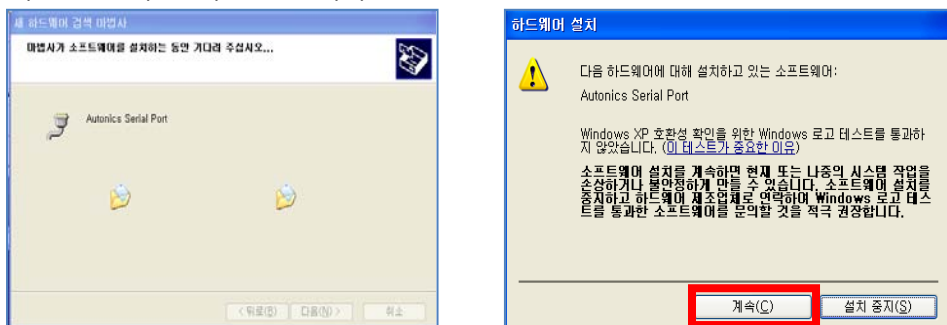 새 하드웨어 검색 마법사
마법사가 소프트웨어를 설치하는 동안 기다려 주십시오...
Autonics Serial Port
< 뒤로(B)
다음(N) >
취소
하드웨어 설치
다음 하드웨어에 대해 설치하고 있는 소프트웨어:
Autonics Serial Port
Windows XP 호환성 확인을 위한 Windows 로고 테스트를 통과하
지 않았습니다. (이 테스트가 중요한 이유)
소프트웨어 설치를 계속하면 현재 또는 나중의 시스템 작업을
손상하거나 불안정하게 만들 수 있습니다. 소프트웨어 설치를
중지하고 하드웨어 제조업체로 연락하여 Windows 로고 테스
트를 통과한 소프트웨어를 문의할 것을 적극 권장합니다.
계속(C)
설치 중지(S)